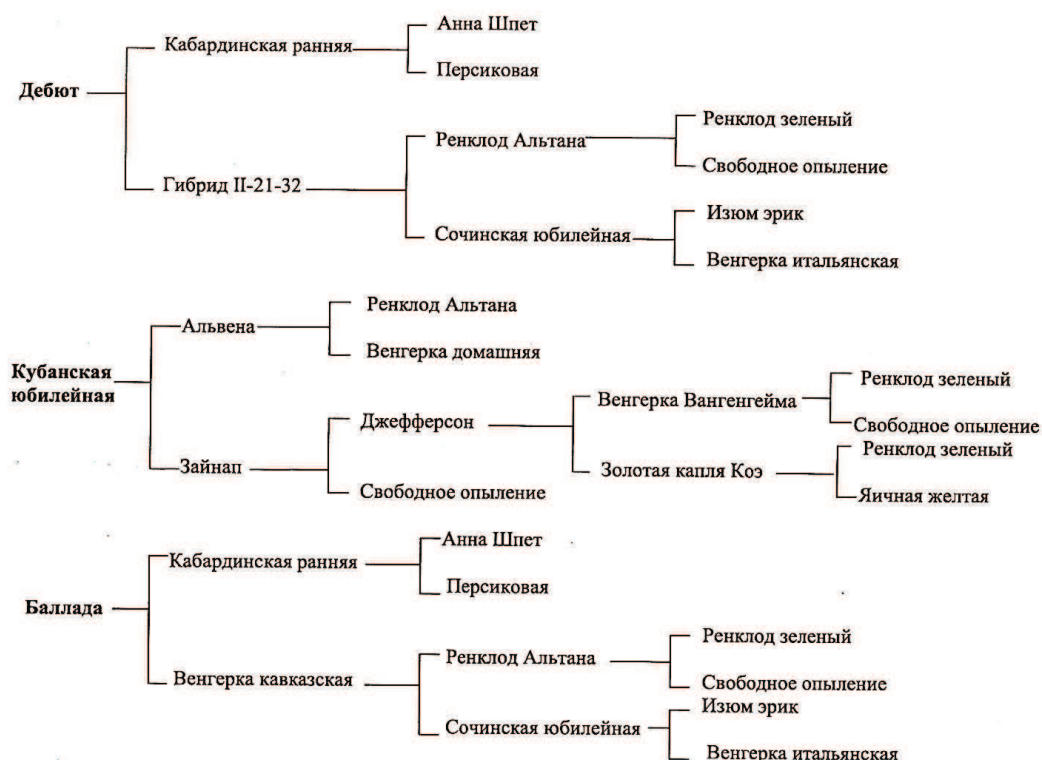 Анна Шпет
Кабардинская ранняя
Персиковая
Дебют
Ренклод зеленый
Ренклод Альтана
Свободное опыление
Гибрид II-21-32
Изюм эрик
Сочинская юбилейная
Венгерка итальянская
Ренклод Альтана
Альвена
Венгерка домашняя
Кубанская
юбилейная
Ренклод зеленый
Венгерка Вангенгейма
Джефферсон
Свободное опыление
Ренклод зеленый
Зайнап
Золотая капля Коэ
Свободное опыление
Яичная желтая
Анна Шпет
Кабардинская ранняя
Персиковая
Баллада
Ренклод зеленый
Ренклод Альтана
Венгерка кавказская
Свободное опыление
Изюм эрик
Сочинская юбилейная
Венгерка итальянская